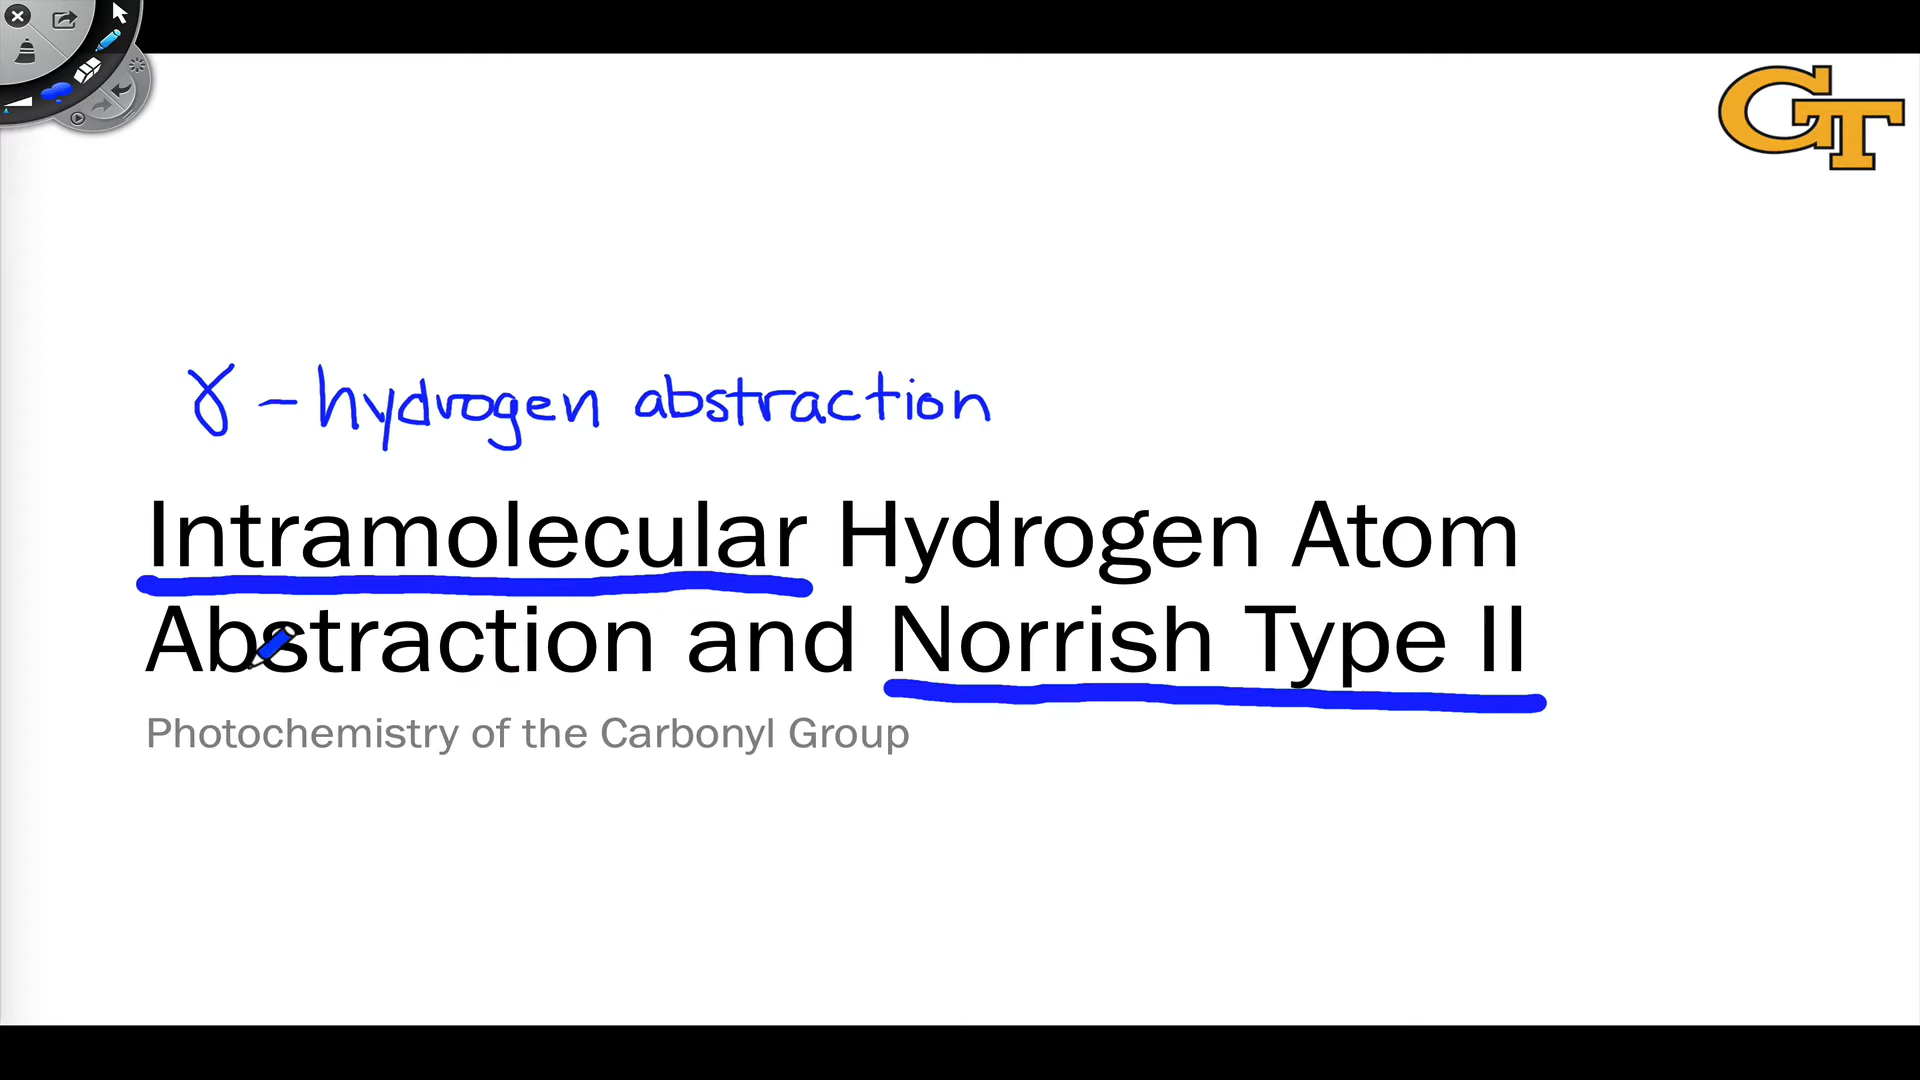 GT
γ - hydrogen abstraction
Intramolecular Hydrogen Atom
Abstraction and Norrish Type II
Photochemistry of the Carbonyl Group